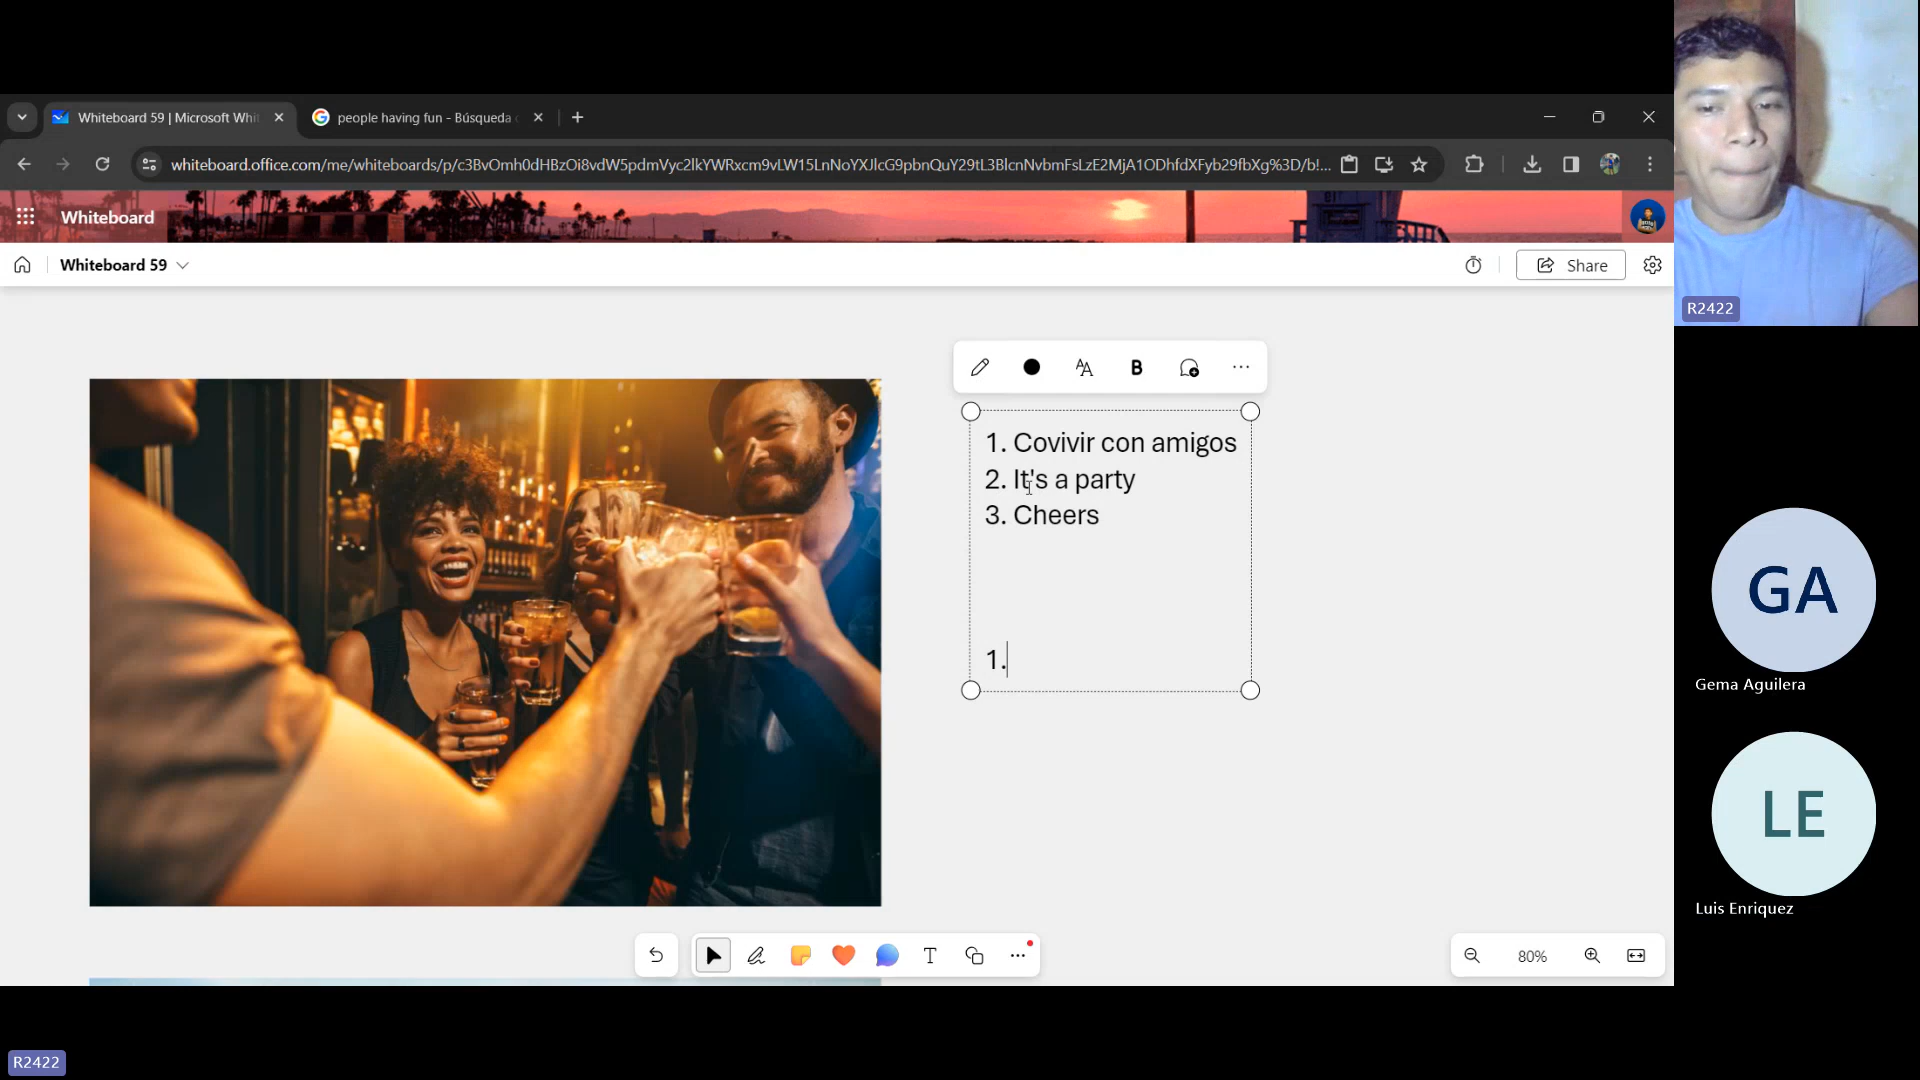 Whiteboard 59 | Microsoft Whit
people having fun - Búsqueda
whiteboard.office.com/me/whiteboards/p/c3BvOmh0dHBzOi8vdW5pdmVyc2lkYWRxcm9vLW15LnNoYXJlcG9pbnQuY29tL3BlcnNvbmFsLzE2MjA1ODhfdXFyb29fbXg%3D/b!...
Whiteboard
Whiteboard 59
Share
B
1. Covivir con amigos
2. It's a party
3. Cheers
1.
80%
R2422
GA
Gema Aguilera
LE
Luis Enriquez
R2422